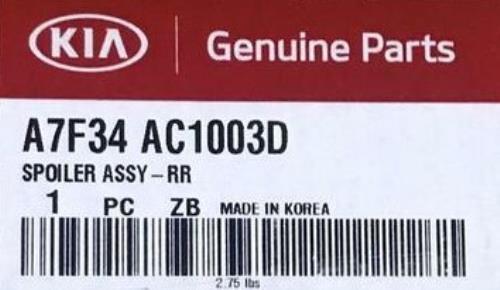 KIA Genuine Parts
A7F34 AC1003D
SPOILER ASSY-RR
1 PC ZB MADE IN KOREA
2.75 lbs